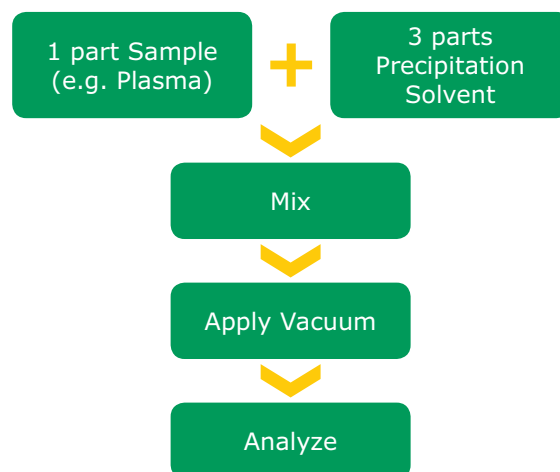 1 part Sample
(e.g. Plasma)
3 parts
Precipitation
Solvent
Mix
Apply Vacuum
Analyze